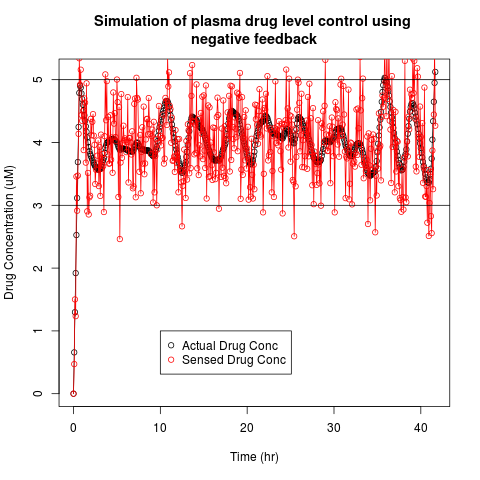 Simulation of plasma drug level control using
negative feedback
Drug Concentration (uM)
5
4
3
2
1
0
Actual Drug Conc
Sensed Drug Conc
0
10
20
30
40
Time (hr)